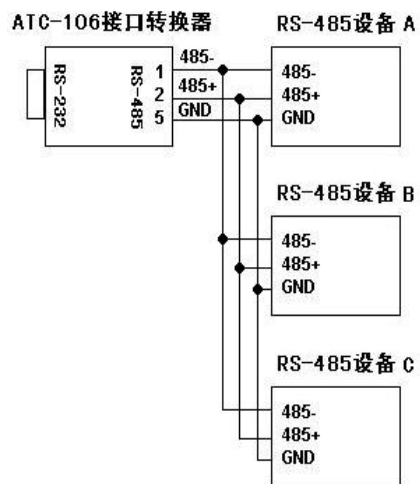 ATC-106接口转换器
RS-232
RS-485
1
2
5
485-
485+
GND
RS-485设备 A
485-
485+
GND
RS-485设备 B
485-
485+
GND
RS-485设备 C
485-
485+
GND